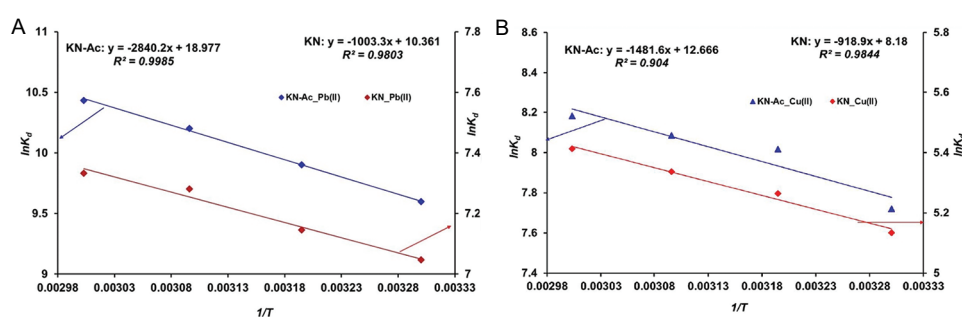 A
KN-Ac: y = -2840.2x + 18.977
R² = 0.9985
KN: y = -1003.3x + 10.361
R² = 0.9803
KN-Ac_Pb(II)
KN_Pb(II)
lnKd
11
10.5
10
9.5
9
7.8
7.6
7.4
7.2
7
lnKd
0.00298 0.00303 0.00308 0.00313 0.00318 0.00323 0.00328 0.00333
1/T
B
KN-Ac: y = -1481.6x + 12.666
R² = 0.904
KN: y = -918.9x + 8.18
R² = 0.9844
KN-Ac_Cu(II)
KN_Cu(II)
lnKd
8.6
8.4
8.2
8
7.8
7.6
7.4
5.8
5.6
5.4
5.2
5
lnKd
0.00298 0.00303 0.00308 0.00313 0.00318 0.00323 0.00328 0.00333
1/T